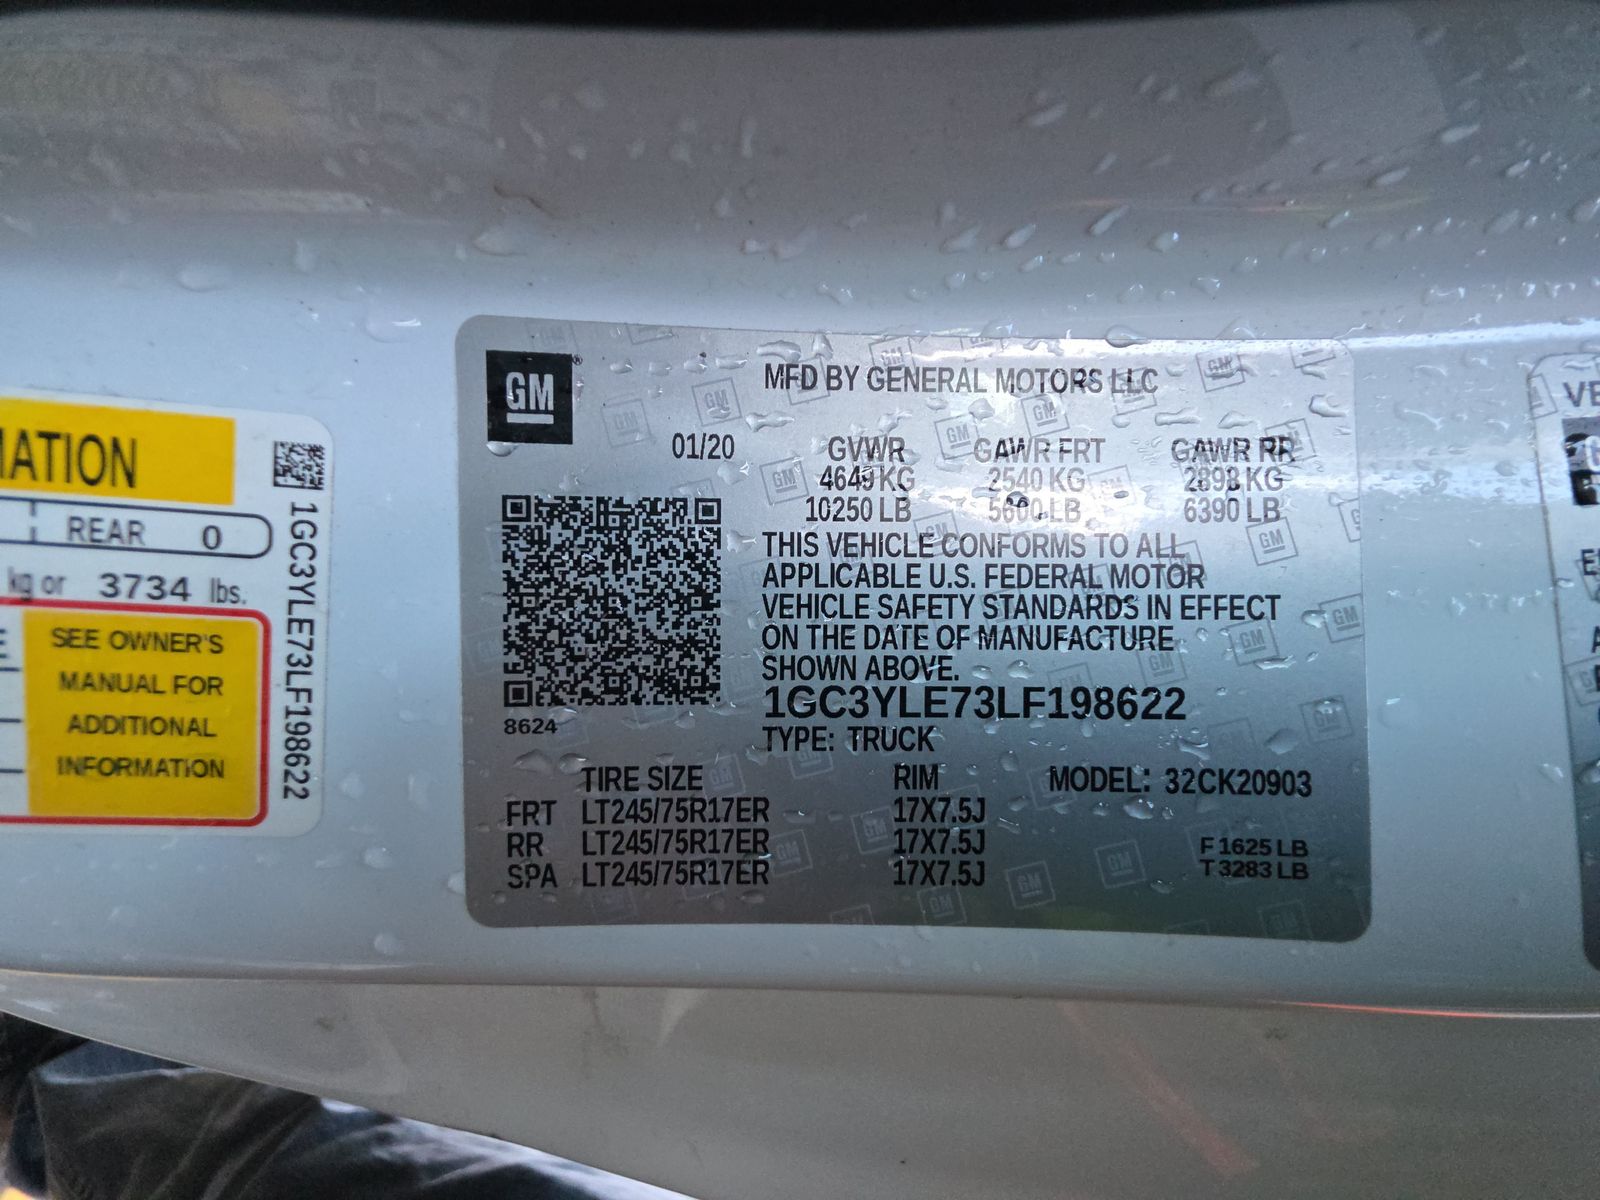 MATION
REAR 0
kg or 3734 lbs.
SEE OWNER'S
MANUAL FOR
ADDITIONAL
INFORMATION
1GC3YLE73LF198622
GM
MFD BY GENERAL MOTORS LLC
01/20 GVWR GAWR FRT GAWR RR
4649 KG 2540 KG 2898 KG
10250 LB 5600 LB 6390 LB
THIS VEHICLE CONFORMS TO ALL
APPLICABLE U.S. FEDERAL MOTOR
VEHICLE SAFETY STANDARDS IN EFFECT
ON THE DATE OF MANUFACTURE
SHOWN ABOVE.
1GC3YLE73LF198622
8624
TYPE: TRUCK
TIRE SIZE RIM MODEL: 32CK20903
FRT LT245/75R17ER 17X7.5J
RR LT245/75R17ER 17X7.5J F 1625 LB
SPA LT245/75R17ER 17X7.5J T 3283 LB
VE